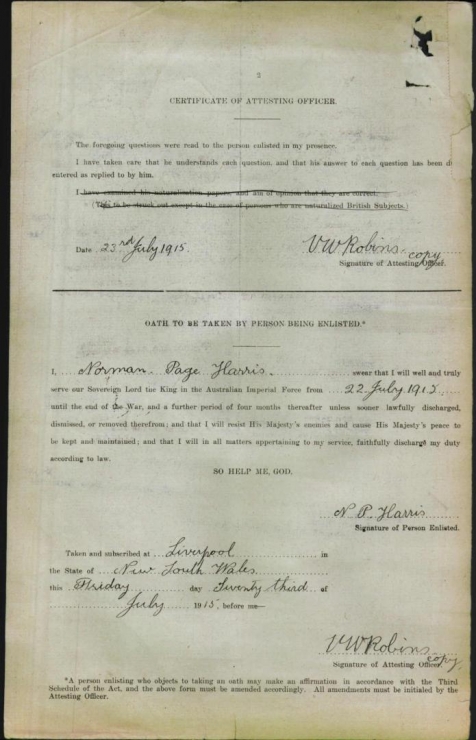 2
CERTIFICATE OF ATTESTING OFFICER.
The foregoing questions were read to the person enlisted in my presence.
I have taken care that he understands each question, and that his answer to each question has been
entered as replied to by him.
I have examined his naturalization papers and am of opinion that they are correct.
(This to be struck out except in the case of persons who are naturalized British Subjects.)
Date 23rd July 1915.
VW Robins. copy
Signature of Attesting Officer.
OATH TO BE TAKEN BY PERSON BEING ENLISTED.*
I, Norman Page Harris. swear that I will well and truly
serve our Sovereign Lord the King in the Australian Imperial Force from 22 July 1915.
until the end of the War, and a further period of four months thereafter unless sooner lawfully discharged,
dismissed, or removed therefrom; and that I will resist His Majesty's enemies and cause His Majesty's peace to
be kept and maintained; and that I will in all matters appertaining to my service, faithfully discharge my duty
according to law.
SO HELP ME, GOD.
N. P. Harris
Signature of Person Enlisted.
Taken and subscribed at Liverpool in
the State of New South Wales
this Friday day Twenty third of
July 1915, before me—
VW Robins copy
Signature of Attesting Officer.
*A person enlisting who objects to taking an oath may make an affirmation in accordance with the Third
Schedule of the Act, and the above form must be amended accordingly. All amendments must be initialed by the
Attesting Officer.